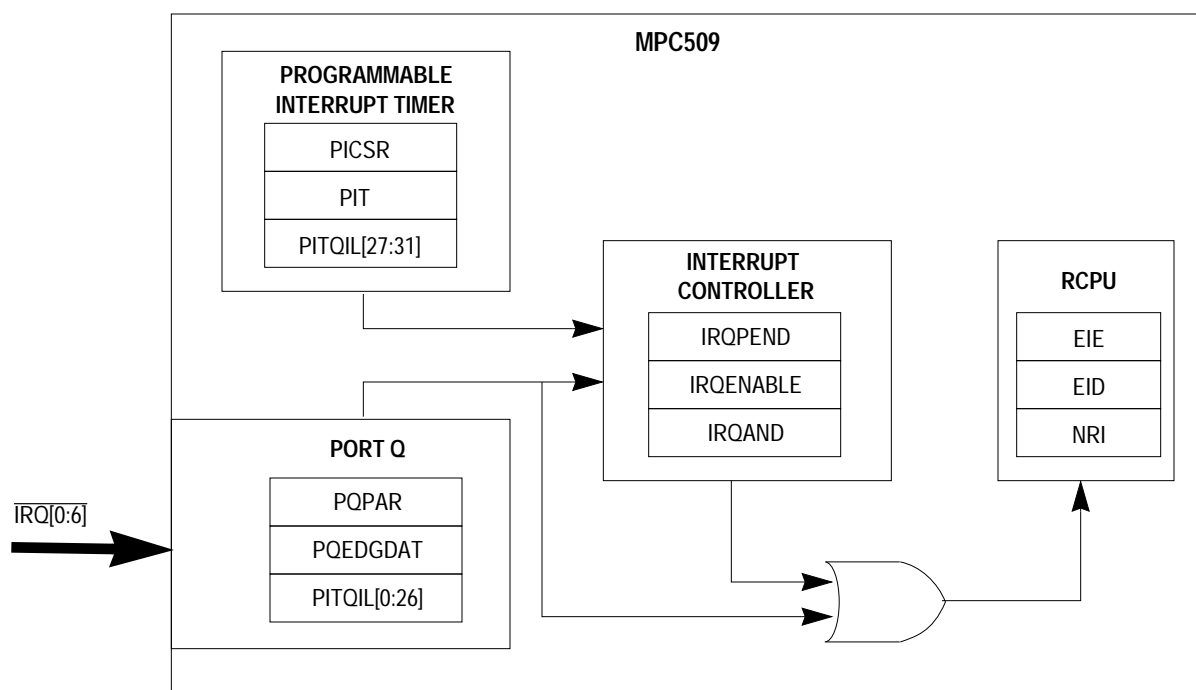 MPC509
PROGRAMMABLE
INTERRUPT TIMER
PICSR
PIT
PITQIL[27:31]
INTERRUPT
CONTROLLER
IRQPEND
IRQENABLE
IRQAND
RCPU
EIE
EID
NRI
PORT Q
PQPAR
PQEDGDAT
PITQIL[0:26]
IRQ[0:6]